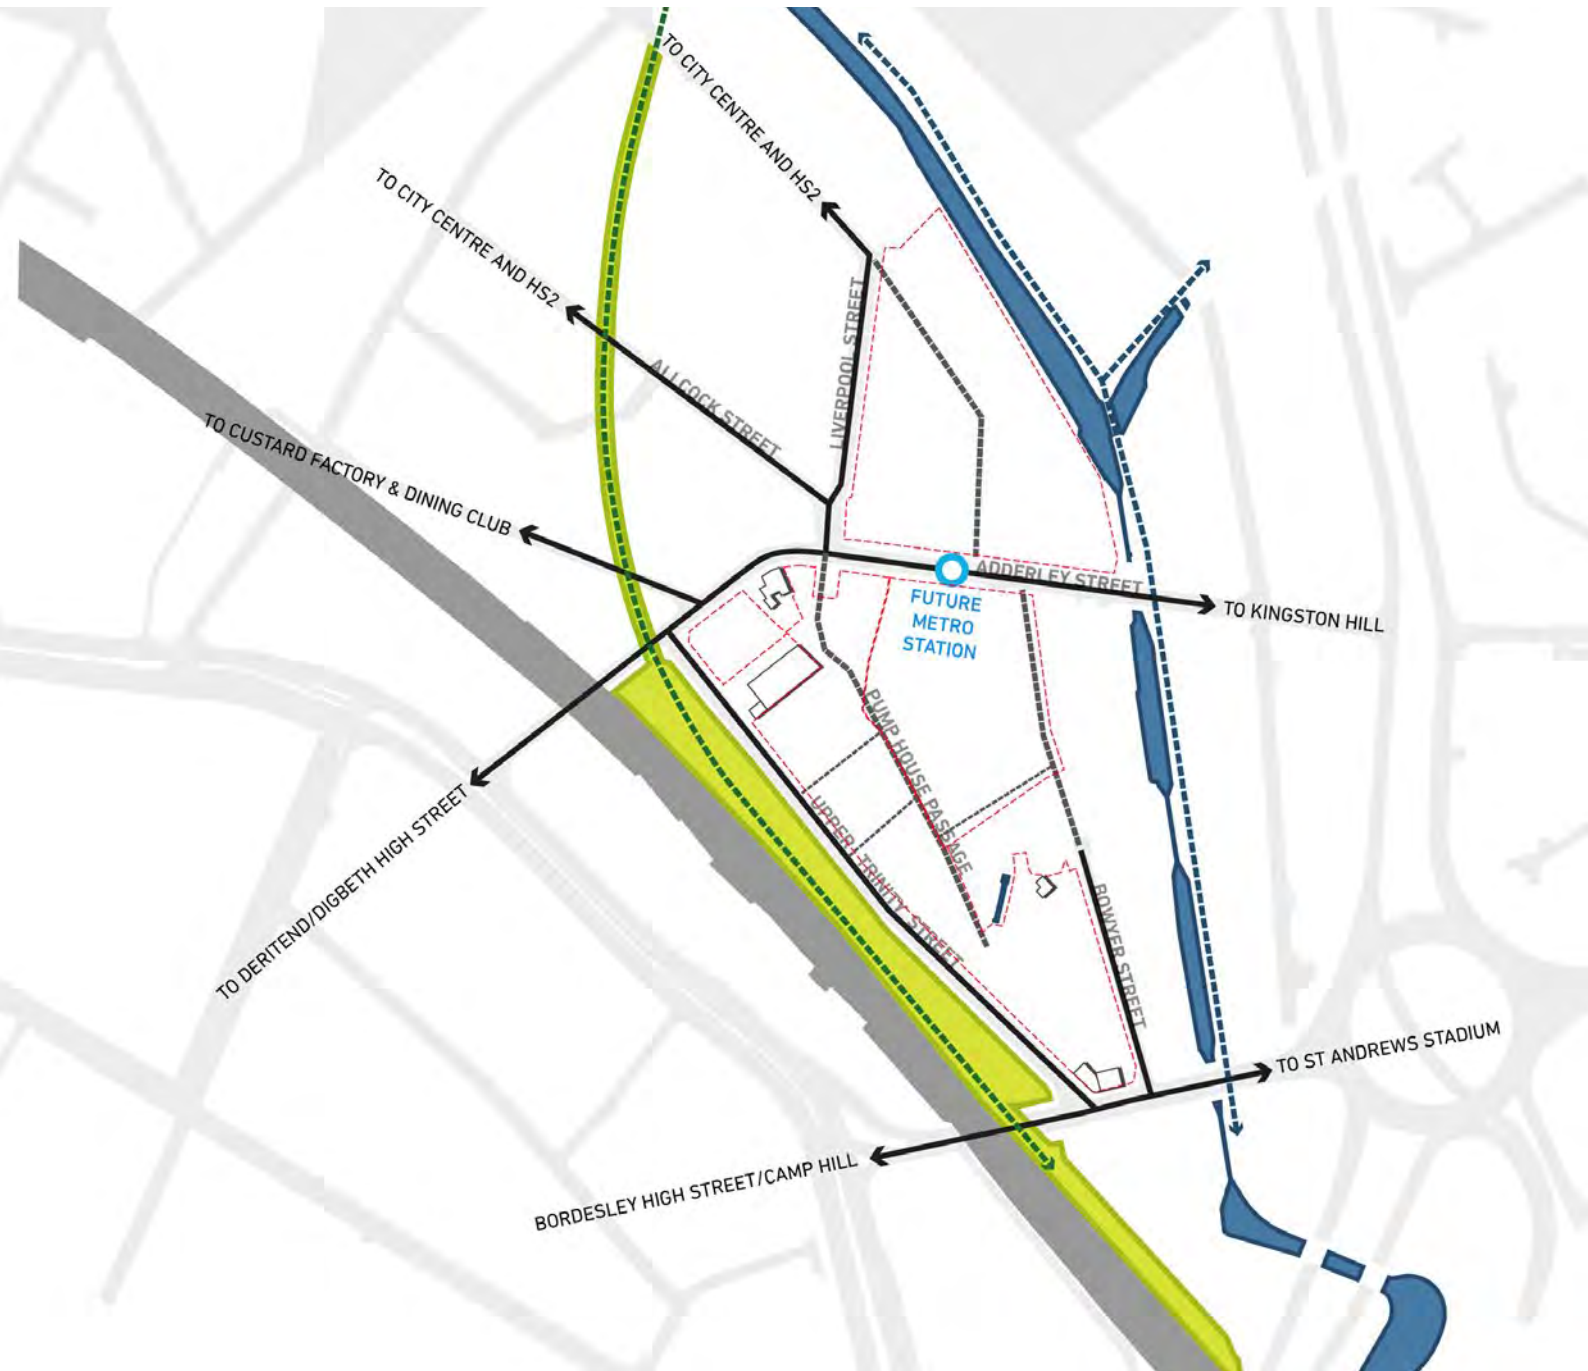 TO CITY CENTRE AND HS2
TO CITY CENTRE AND HS2
LIVERPOOL STREET
ALLCOCK STREET
TO CUSTARD FACTORY & DINING CLUB
ADDERLEY STREET
TO KINGSTON HILL
FUTURE
METRO
STATION
PUMP HOUSE PASSAGE
UPPER TRINITY STREET
TO DERITEND/DIGBETH HIGH STREET
BOWYER STREET
TO ST ANDREWS STADIUM
BORDESLEY HIGH STREET/CAMP HILL